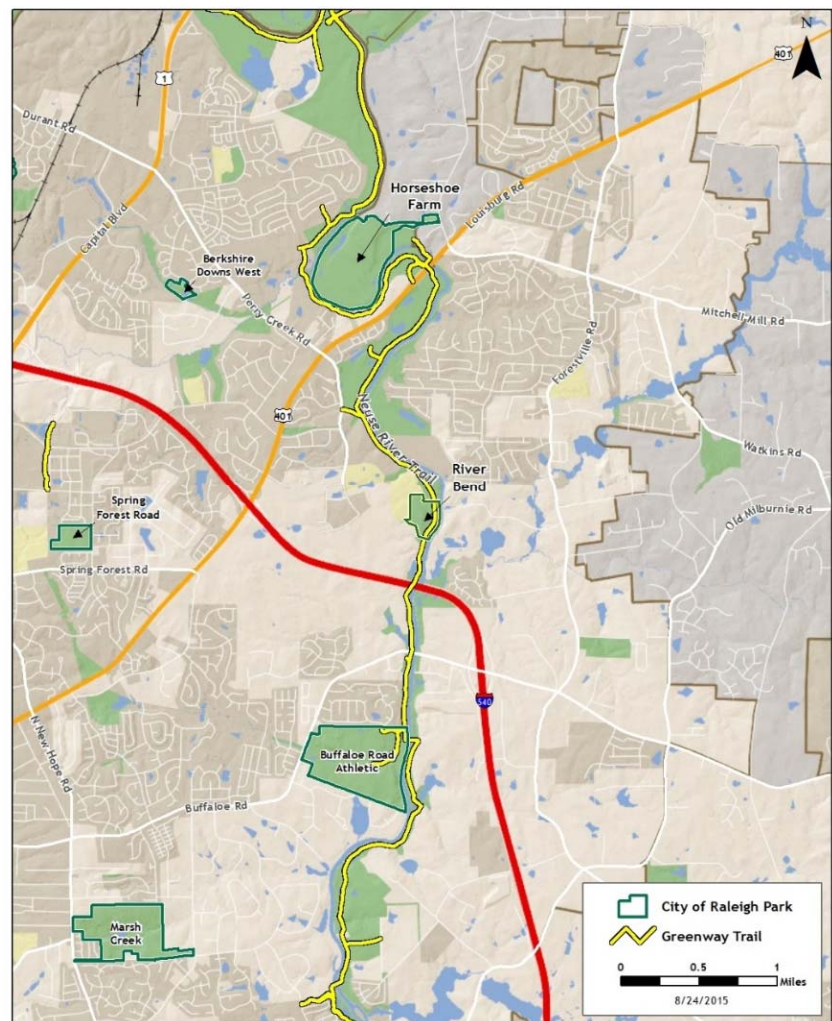 N
401
1
Durant Rd
Horseshoe
Farm
Louisburg Rd
Capital Blvd
Berkshire
Downs West
Perry Creek Rd
Mitchell Mill Rd
Forestville Rd
401
Neuse River Trail
Watkins Rd
River
Bend
Spring
Forest Road
Old Milburnie Rd
Spring Forest Rd
540
N New Hope Rd
Buffaloe Road
Athletic
Buffaloe Rd
Marsh
Creek
City of Raleigh Park
Greenway Trail
0 0.5 1
Miles
8/24/2015